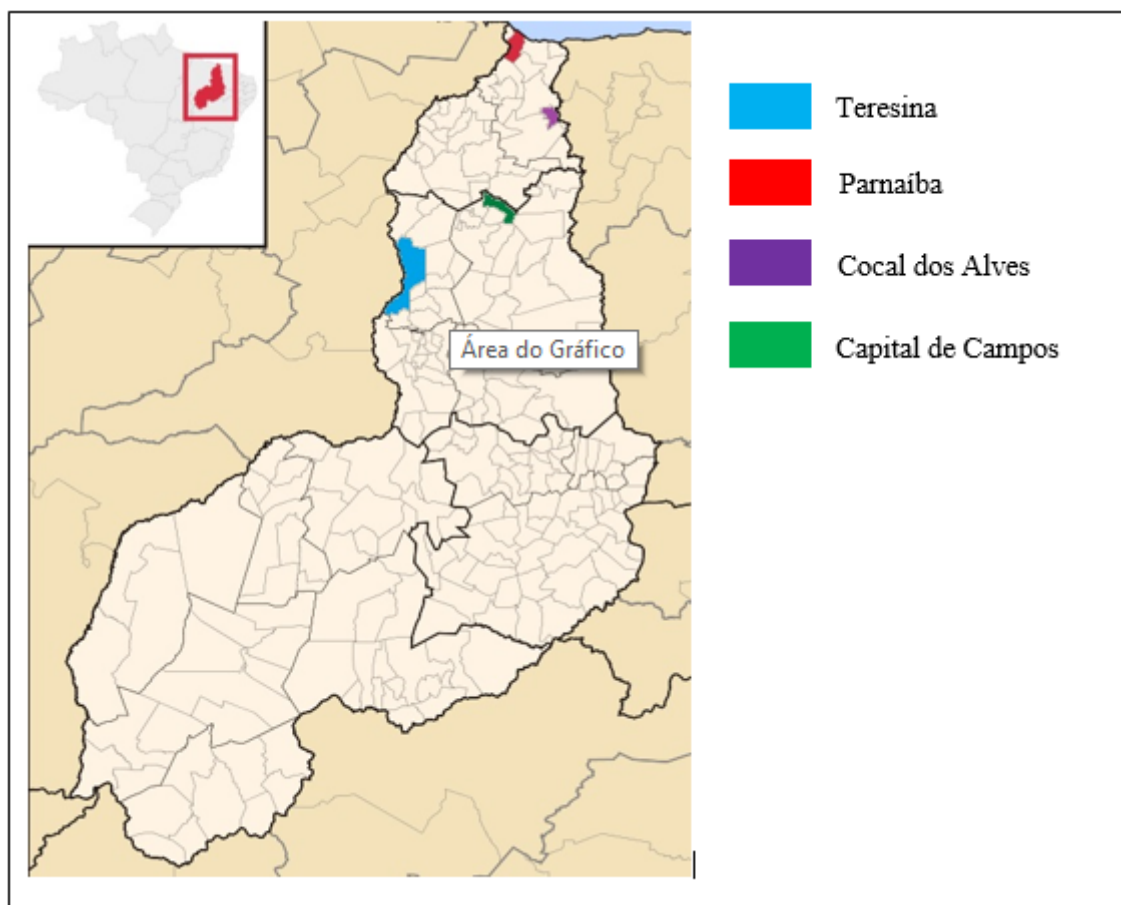 Teresina
Parnaíba
Cocal dos Alves
Área do Gráfico
Capital de Campos